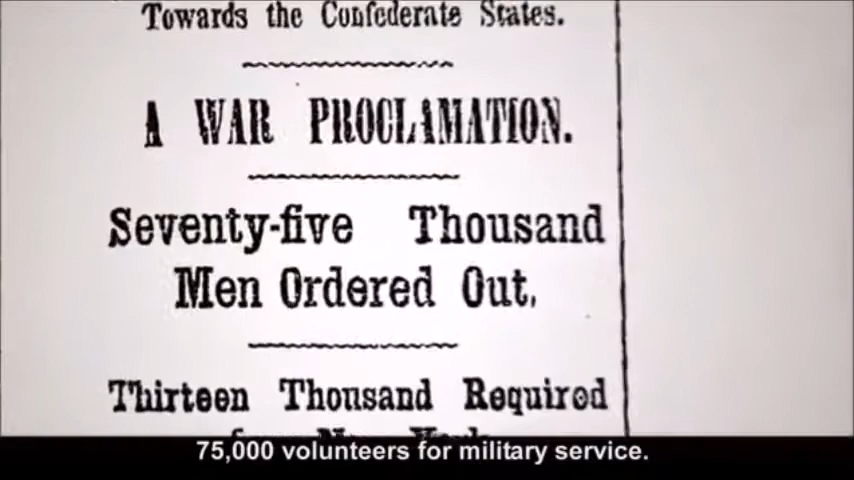 Towards the Confederate States.
A WAR PROCLAMATION.
Seventy-five Thousand
Men Ordered Out.
Thirteen Thousand Required
75,000 volunteers for military service.